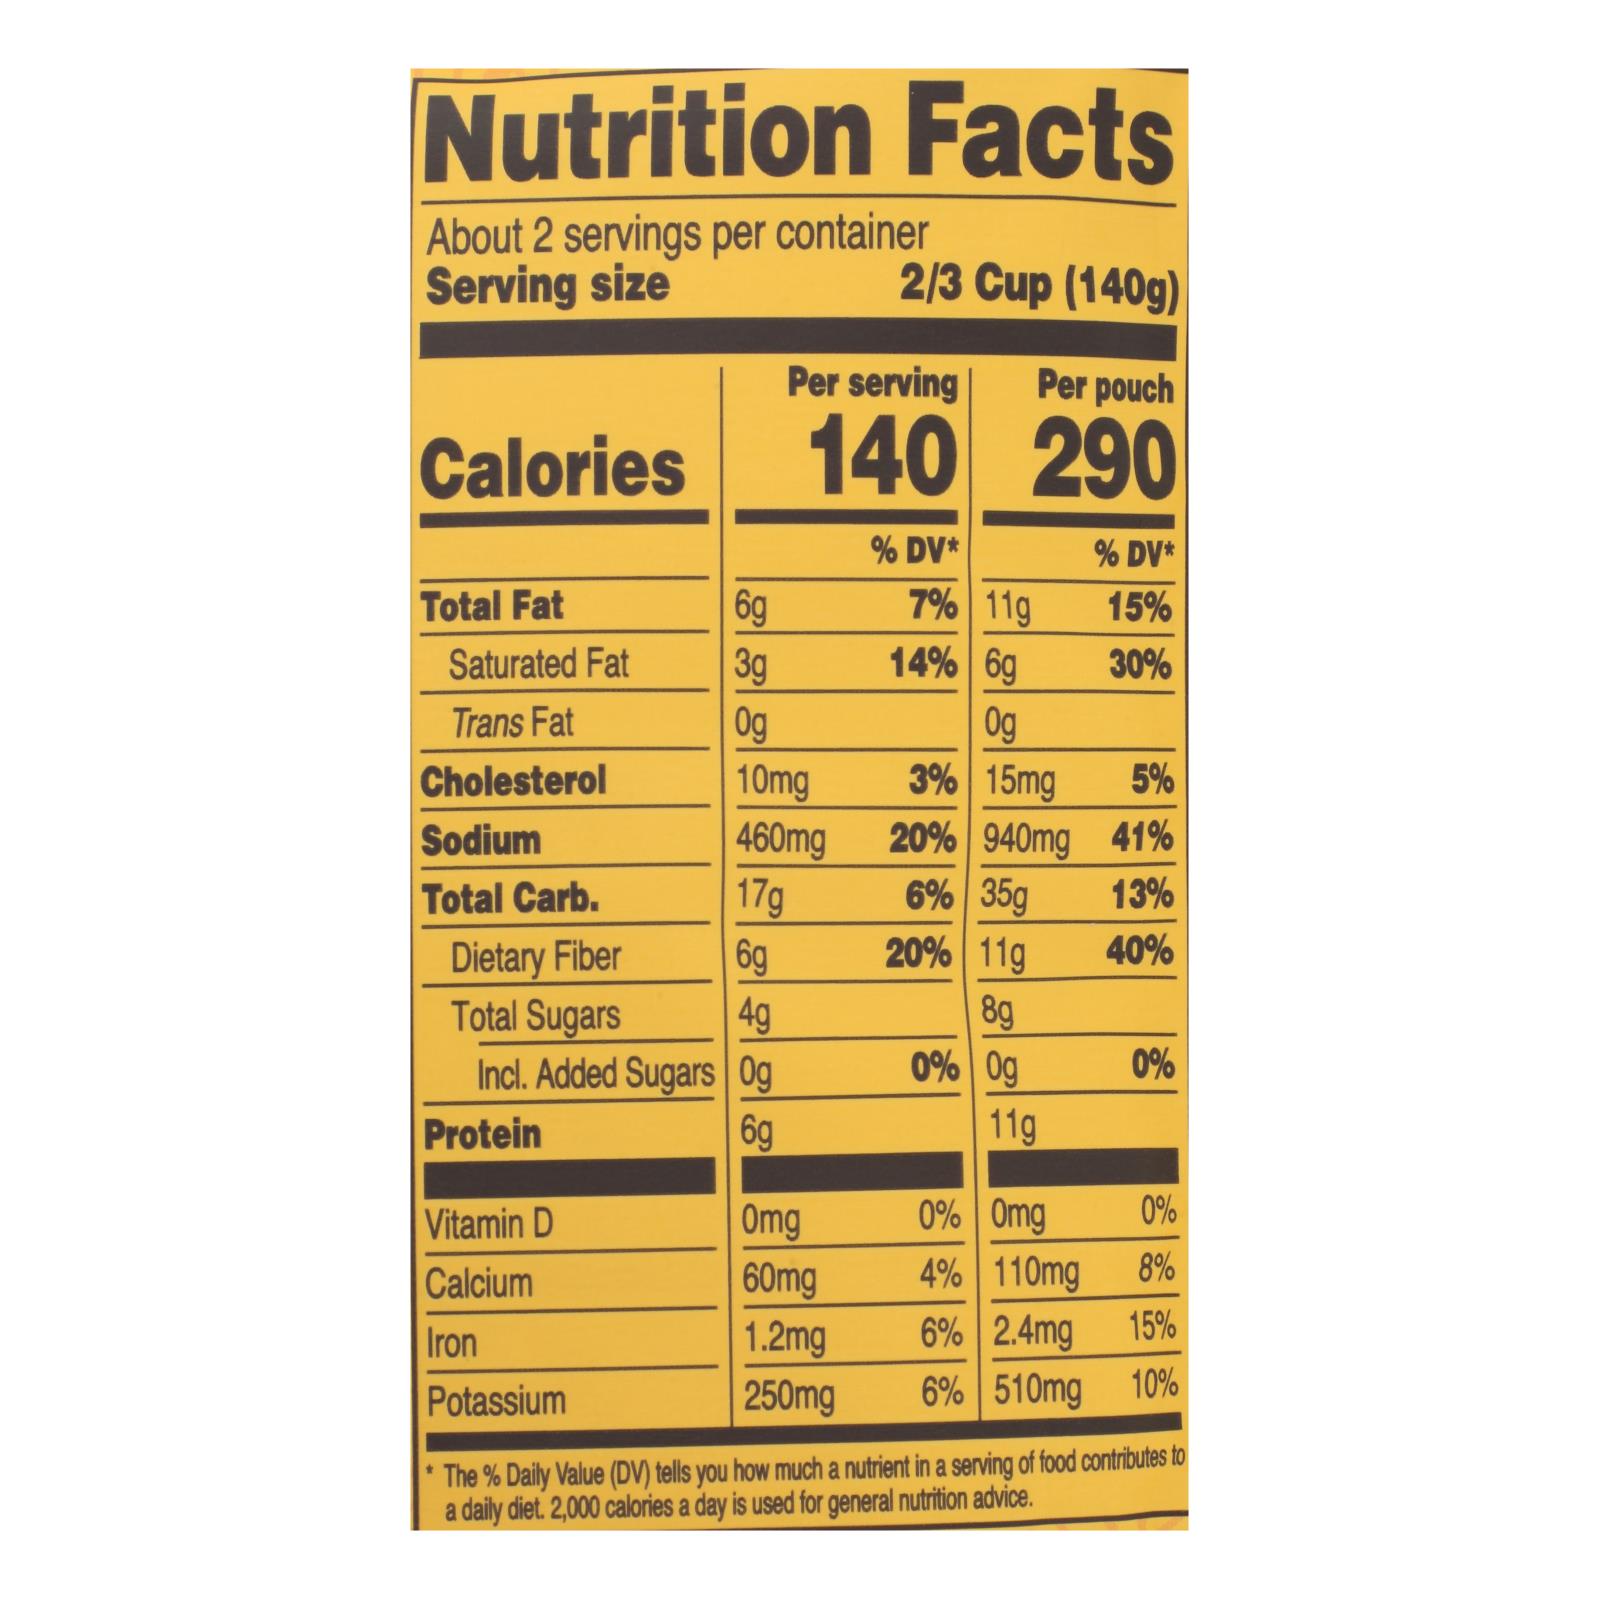 Nutrition Facts
About 2 servings per container
Serving size 2/3 Cup (140g)
Per serving Per pouch
Calories 140 290
% DV* % DV*
Total Fat 6g 7% 11g 15%
Saturated Fat 3g 14% 6g 30%
Trans Fat 0g 0g
Cholesterol 10mg 3% 15mg 5%
Sodium 460mg 20% 940mg 41%
Total Carb. 17g 6% 35g 13%
Dietary Fiber 6g 20% 11g 40%
Total Sugars 4g 8g
Incl. Added Sugars 0g 0% 0g 0%
Protein 6g 11g
Vitamin D 0mg 0% 0mg 0%
Calcium 60mg 4% 110mg 8%
Iron 1.2mg 6% 2.4mg 15%
Potassium 250mg 6% 510mg 10%
* The % Daily Value (DV) tells you how much a nutrient in a serving of food contributes to
a daily diet. 2,000 calories a day is used for general nutrition advice.